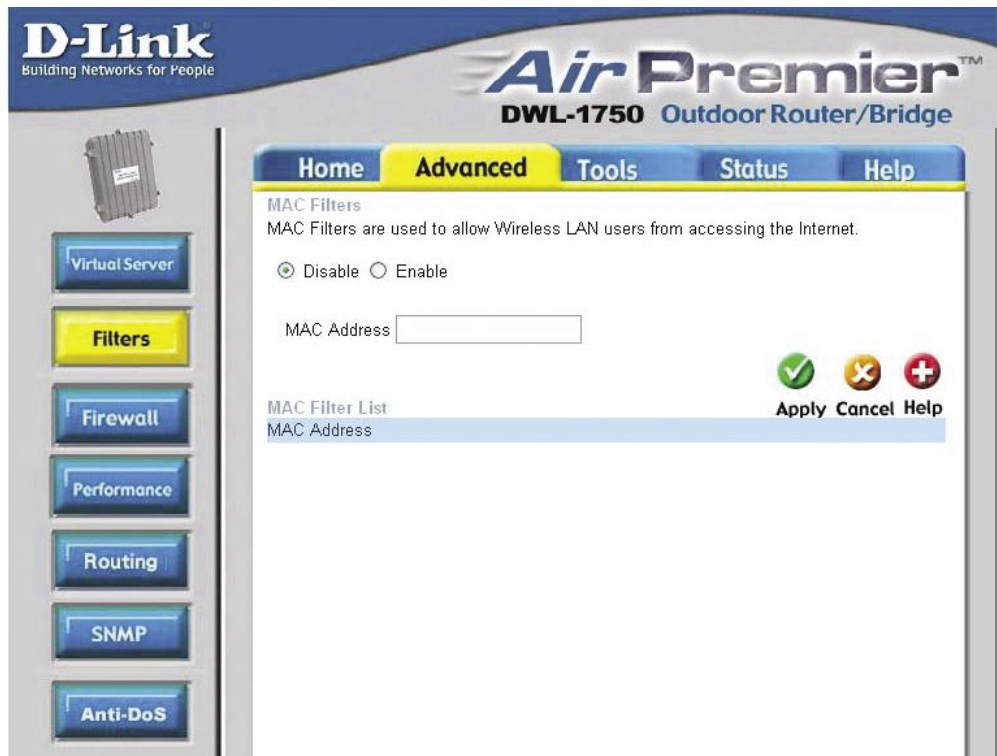 D-Link
Building Networks for People
Air Premier™
DWL-1750 Outdoor Router/Bridge
Home Advanced Tools Status Help
Virtual Server
Filters
Firewall
Performance
Routing
SNMP
Anti-DoS
MAC Filters
MAC Filters are used to allow Wireless LAN users from accessing the Internet.
Disable Enable
MAC Address
Apply Cancel Help
MAC Filter List
MAC Address